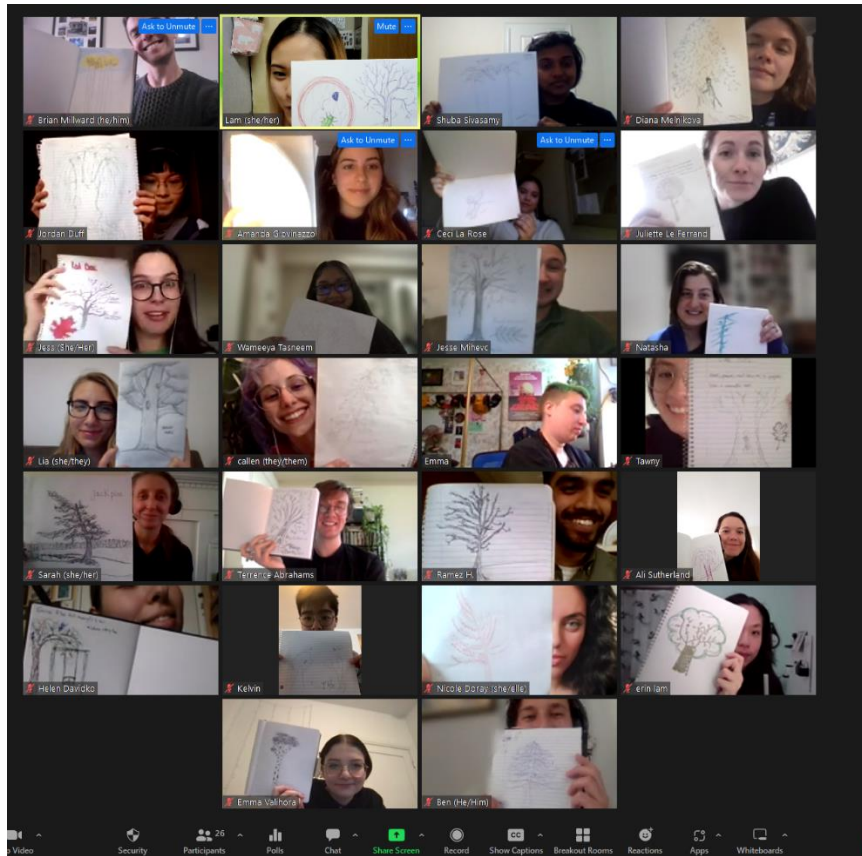 Ask to Unmute ...
Brian Millward (he/him)
Mute ...
Lam (she/her)
Shuba Sivasamy
Diana Melnikova
Jordan Duff
Ask to Unmute ...
Amanda Giovinazzo
Ask to Unmute ...
Ceci La Rose
Juliette Le Ferrand
Jess (She/Her)
Wameeya Tasneem
Jesse Mihevc
Natasha
Lia (she/they)
callen (they/them)
Emma
Tawny
Jack pine
Sarah (she/her)
Terrence Abrahams
Ramez H.
Ali Sutherland
Helen Davidko
Kelvin
Nicole Doray (she/elle)
erin lam
Emma Valihora
Ben (He/Him)
Video
Security
Participants 26
Polls
Chat
Share Screen
Record
CC
Show Captions
Breakout Rooms
Reactions
Apps
Whiteboards